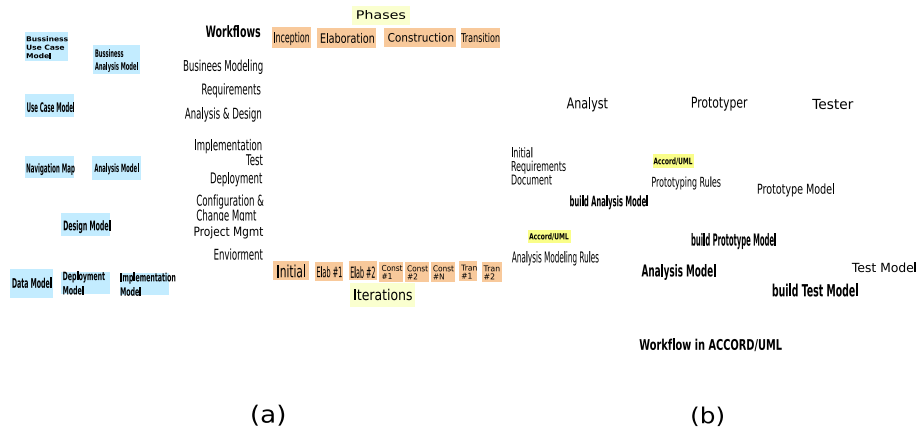 Phases
Workflows
Inception
Elaboration
Construction
Transition
Bussiness
Use Case
Model
Bussiness
Analysis Model
Use Case Model
Navigation Map
Analysis Model
Design Model
Data Model
Deployment
Model
Implementation
Model
Businees Modeling
Requirements
Analysis & Design
Implementation
Test
Deployment
Configuration &
Change Mgmt
Project Mgmt
Enviorment
Initial
Elab #1
Elab #2
Const
#1
Const
#2
Const
#N
Tran
#1
Tran
#2
Iterations
(a)
Analyst
Prototyper
Tester
Initial
Requirements
Document
Accord/UML
Prototyping Rules
Prototype Model
build Analysis Model
Accord/UML
Analysis Modeling Rules
build Prototype Model
Analysis Model
Test Model
build Test Model
Workflow in ACCORD/UML
(b)